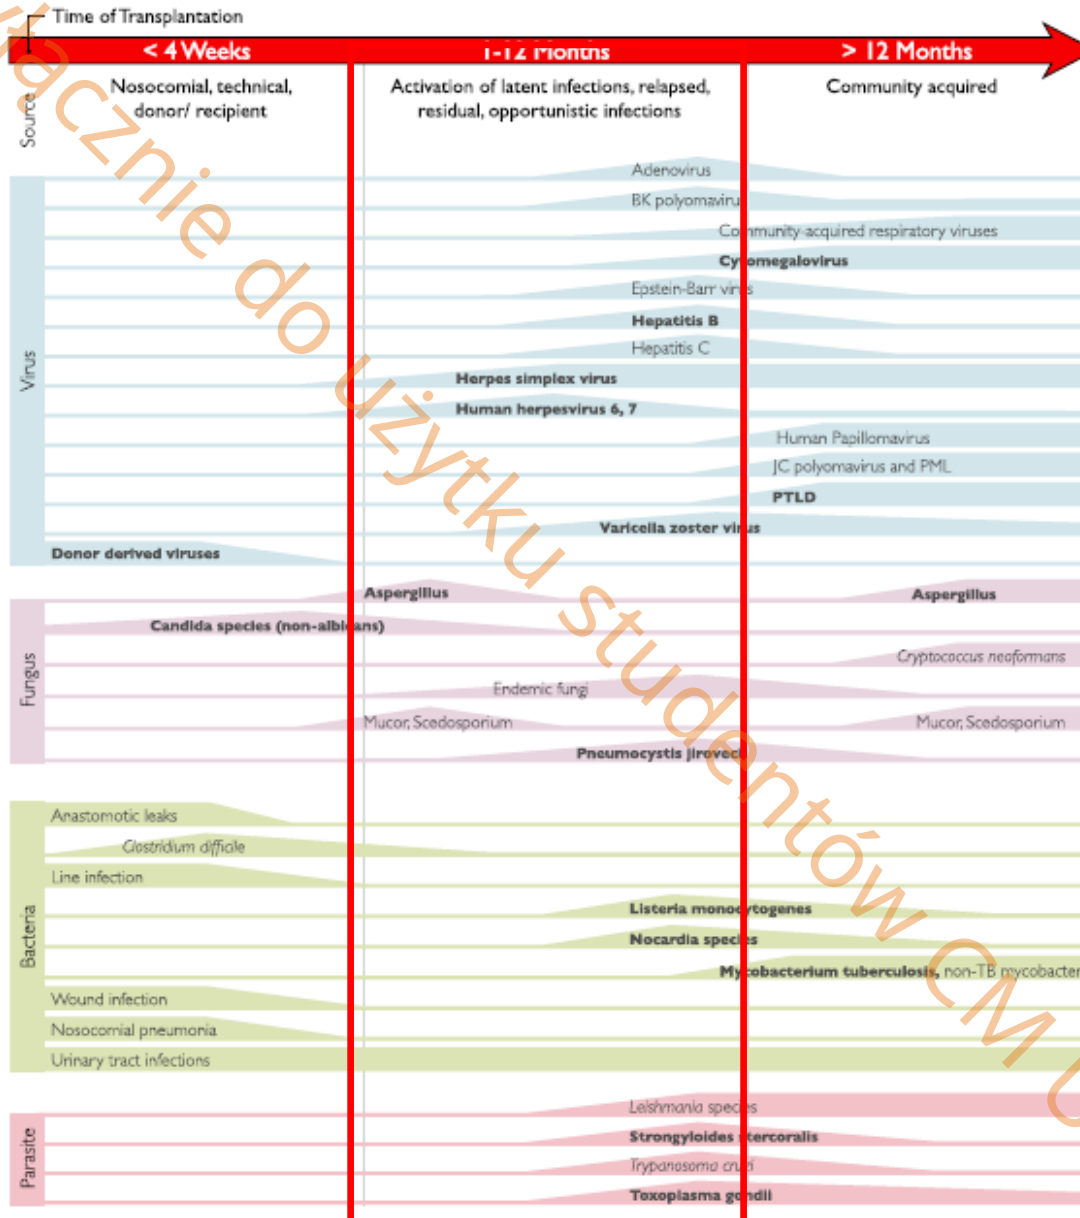 Time of Transplantation
< 4 Weeks
1-12 Months
> 12 Months
Source
Nosocomial, technical,
donor/ recipient
Activation of latent infections, relapsed,
residual, opportunistic infections
Community acquired
Virus
Adenovirus
BK polyomaviru
Community-acquired respiratory viruses
Cytomegalovirus
Epstein-Barr virus
Hepatitis B
Hepatitis C
Herpes simplex virus
Human herpesvirus 6, 7
Human Papillomavirus
JC polyomavirus and PML
PTLD
Varicella zoster virus
Donor derived viruses
Fungus
Aspergillus
Aspergillus
Candida species (non-albicans)
Cryptococcus neoformans
Endemic fungi
Mucor, Scedosporium
Mucor, Scedosporium
Pneumocystis jiroveci
Bacteria
Anastomotic leaks
Clostridium difficile
Line infection
Listeria monocytogenes
Nocardia species
Mycobacterium tuberculosis, non-TB mycobacter
Wound infection
Nosocomial pneumonia
Urinary tract infections
Parasite
Leishmania species
Strongyloides stercoralis
Trypanosoma cruzi
Toxoplasma gondii
ącznie do użytku studentów CM U